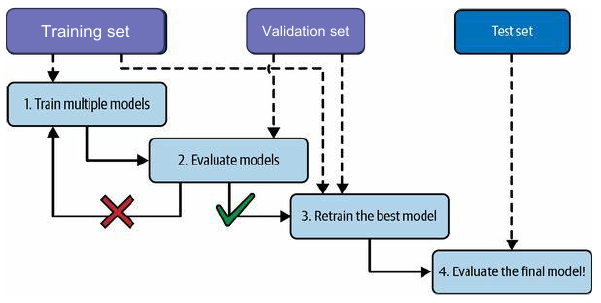 Training set
Validation set
Test set
1. Train multiple models
2. Evaluate models
3. Retrain the best model
4. Evaluate the final model!